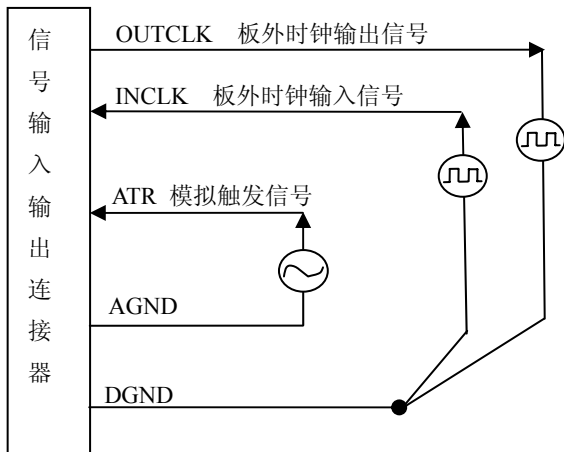 信号输入输出连接器
OUTCLK 板外时钟输出信号
INCLK 板外时钟输入信号
ATR 模拟触发信号
AGND
DGND